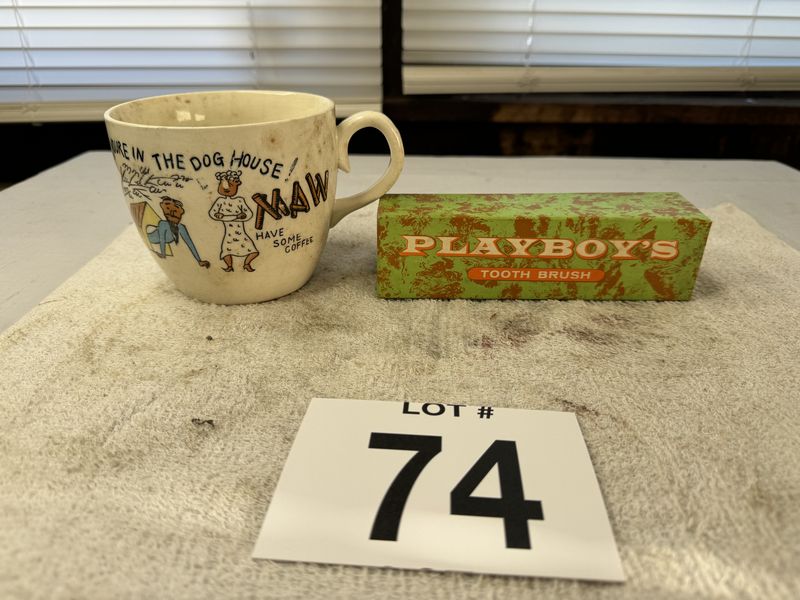 IN THE DOG HOUSE!
MAW
HAVE
SOME
COFFEE
PLAYBOY'S
TOOTH BRUSH
LOT #
74